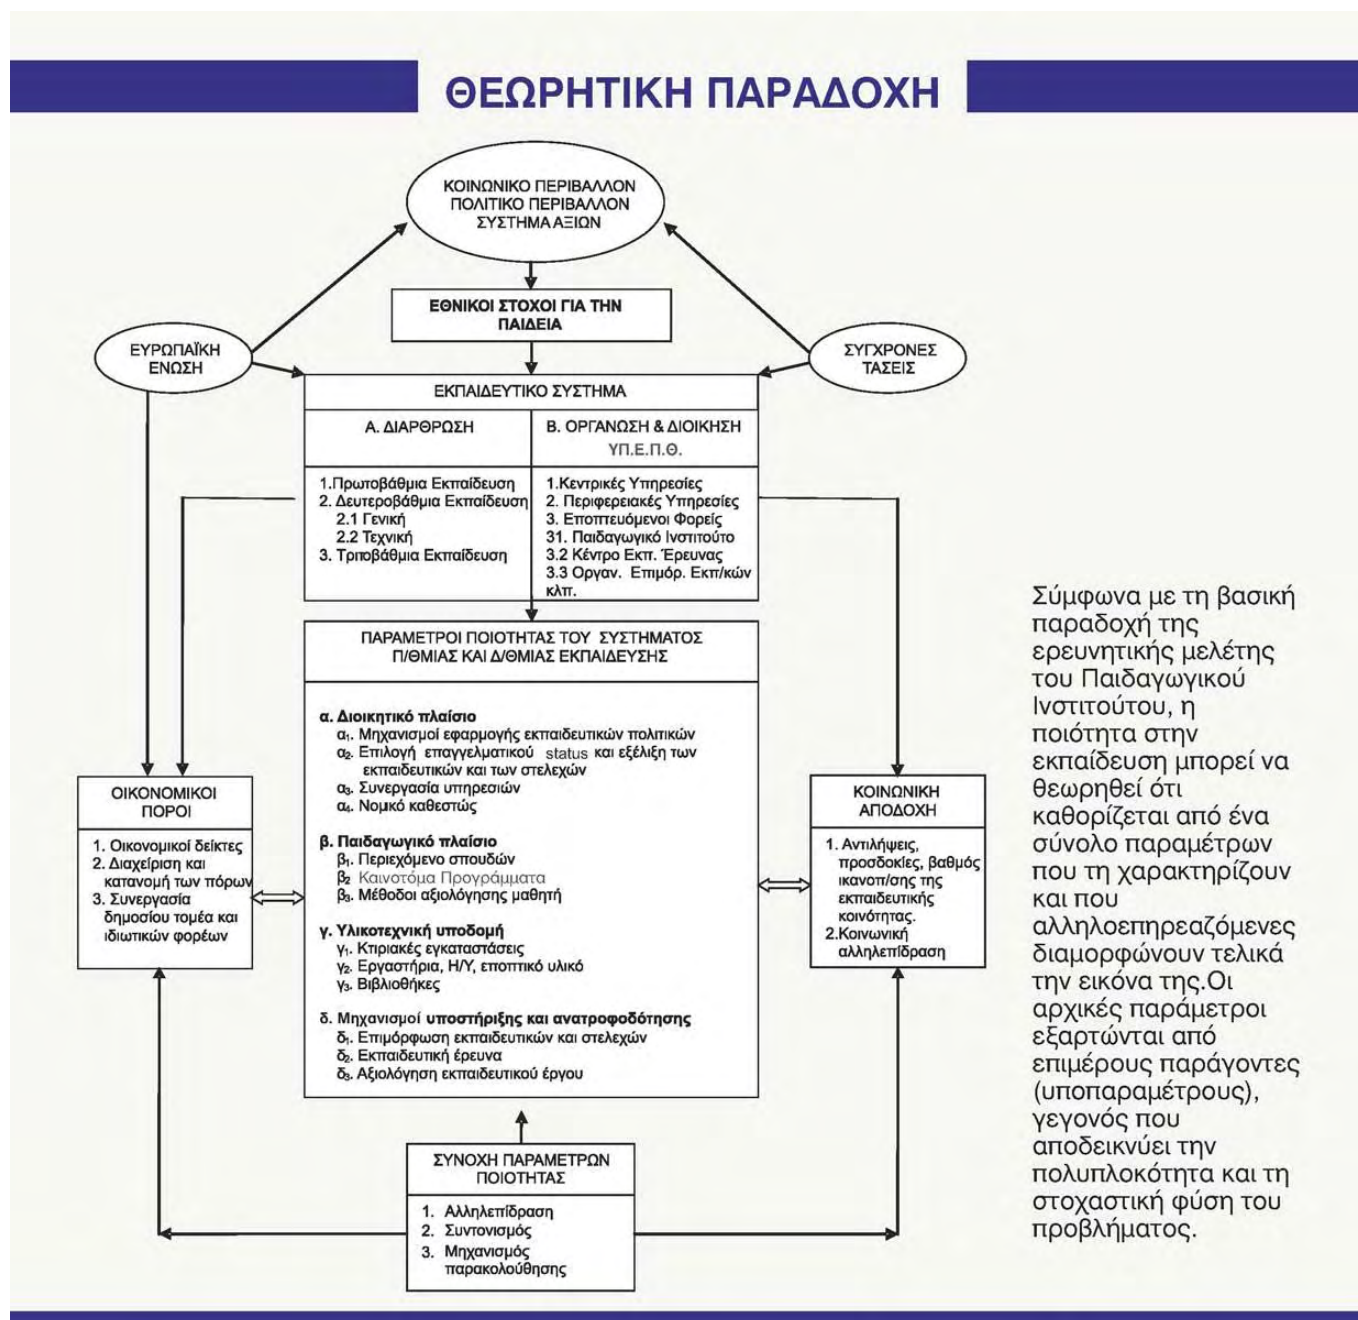 ΘΕΩΡΗΤΙΚΗ ΠΑΡΑΔΟΧΗ
ΚΟΙΝΩΝΙΚΟ ΠΕΡΙΒΑΛΛΟΝ
ΠΟΛΙΤΙΚΟ ΠΕΡΙΒΑΛΛΟΝ
ΣΥΣΤΗΜΑ ΑΞΙΩΝ
ΕΘΝΙΚΟΙ ΣΤΟΧΟΙ ΓΙΑ ΤΗΝ
ΠΑΙΔΕΙΑ
ΕΥΡΩΠΑΪΚΗ
ΕΝΩΣΗ
ΣΥΓΧΡΟΝΕΣ
ΤΑΣΕΙΣ
ΕΚΠΑΙΔΕΥΤΙΚΟ ΣΥΣΤΗΜΑ
Α. ΔΙΑΡΘΡΩΣΗ
1.Πρωτοβάθμια Εκπαίδευση
2. Δευτεροβάθμια Εκπαίδευση
2.1 Γενική
2.2 Τεχνική
3. Τριτοβάθμια Εκπαίδευση
Β. ΟΡΓΑΝΩΣΗ & ΔΙΟΙΚΗΣΗ
ΥΠ.Ε.Π.Θ.
1.Κεντρικές Υπηρεσίες
2. Περιφερειακές Υπηρεσίες
3. Εποπτευόμενοι Φορείς
31. Παιδαγωγικό Ινστιτούτο
3.2 Κέντρο Εκπ. Έρευνας
3.3 Οργαν. Επιμόρ. Εκπ/κών
κλπ.
ΠΑΡΑΜΕΤΡΟΙ ΠΟΙΟΤΗΤΑΣ ΤΟΥ ΣΥΣΤΗΜΑΤΟΣ
Π/ΘΜΙΑΣ ΚΑΙ Δ/ΘΜΙΑΣ ΕΚΠΑΙΔΕΥΣΗΣ
α. Διοικητικό πλαίσιο
α₁. Μηχανισμοί εφαρμογής εκπαιδευτικών πολιτικών
α₂. Επιλογή επαγγελματικού status και εξέλιξη των
εκπαιδευτικών και των στελεχών
α₃. Συνεργασία υπηρεσιών
α₄. Νομικό καθεστώς
β. Παιδαγωγικό πλαίσιο
β₁. Περιεχόμενο σπουδών
β₂ Καινοτόμα Προγράμματα
β₃. Μέθοδοι αξιολόγησης μαθητή
γ. Υλικοτεχνική υποδομή
γ₁. Κτιριακές εγκαταστάσεις
γ₂. Εργαστήρια, Η/Υ, εποπτικό υλικό
γ₃. Βιβλιοθήκες
δ. Μηχανισμοί υποστήριξης και ανατροφοδότησης
δ₁. Επιμόρφωση εκπαιδευτικών και στελεχών
δ₂. Εκπαιδευτική έρευνα
δ₃. Αξιολόγηση εκπαιδευτικού έργου
ΟΙΚΟΝΟΜΙΚΟΙ
ΠΟΡΟΙ
1. Οικονομικοί δείκτες
2. Διαχείριση και
κατανομή των πόρων
3. Συνεργασία
δημοσίου τομέα και
ιδιωτικών φορέων
ΚΟΙΝΩΝΙΚΗ
ΑΠΟΔΟΧΗ
1. Αντιλήψεις,
προσδοκίες, βαθμός
ικανοπ/σης της
εκπαιδευτικής
κοινότητας.
2.Κοινωνική
αλληλεπίδραση
ΣΥΝΟΧΗ ΠΑΡΑΜΕΤΡΩΝ
ΠΟΙΟΤΗΤΑΣ
1. Αλληλεπίδραση
2. Συντονισμός
3. Μηχανισμός
παρακολούθησης
Σύμφωνα με τη βασική
παραδοχή της
ερευνητικής μελέτης
του Παιδαγωγικού
Ινστιτούτου, η
ποιότητα στην
εκπαίδευση μπορεί να
θεωρηθεί ότι
καθορίζεται από ένα
σύνολο παραμέτρων
που τη χαρακτηρίζουν
και που
αλληλοεπηρεαζόμενες
διαμορφώνουν τελικά
την εικόνα της.Οι
αρχικές παράμετροι
εξαρτώνται από
επιμέρους παράγοντες
(υποπαραμέτρους),
γεγονός που
αποδεικνύει την
πολυπλοκότητα και τη
στοχαστική φύση του
προβλήματος.